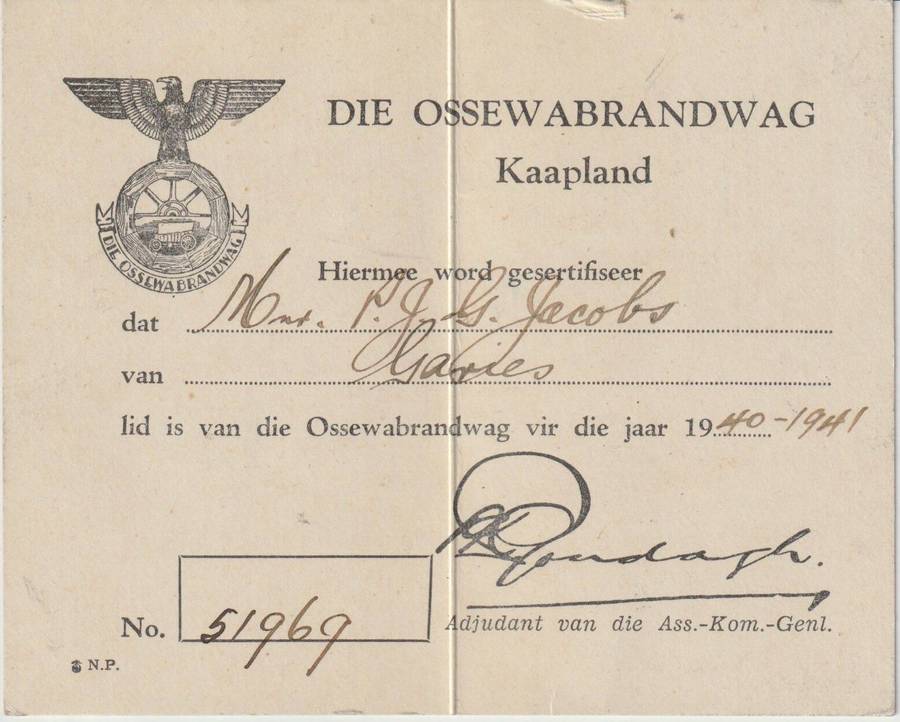 DIE OSSEWABRANDWAG
Kaapland
DIE OSSEWABRANDWAG
Hiermee word gesertifiseer
dat Mnr. P. J. G. Jacobs
van Garies
lid is van die Ossewabrandwag vir die jaar 1940-1941
No. 51969
Adjudant van die Ass.-Kom.-Genl.
N.P.